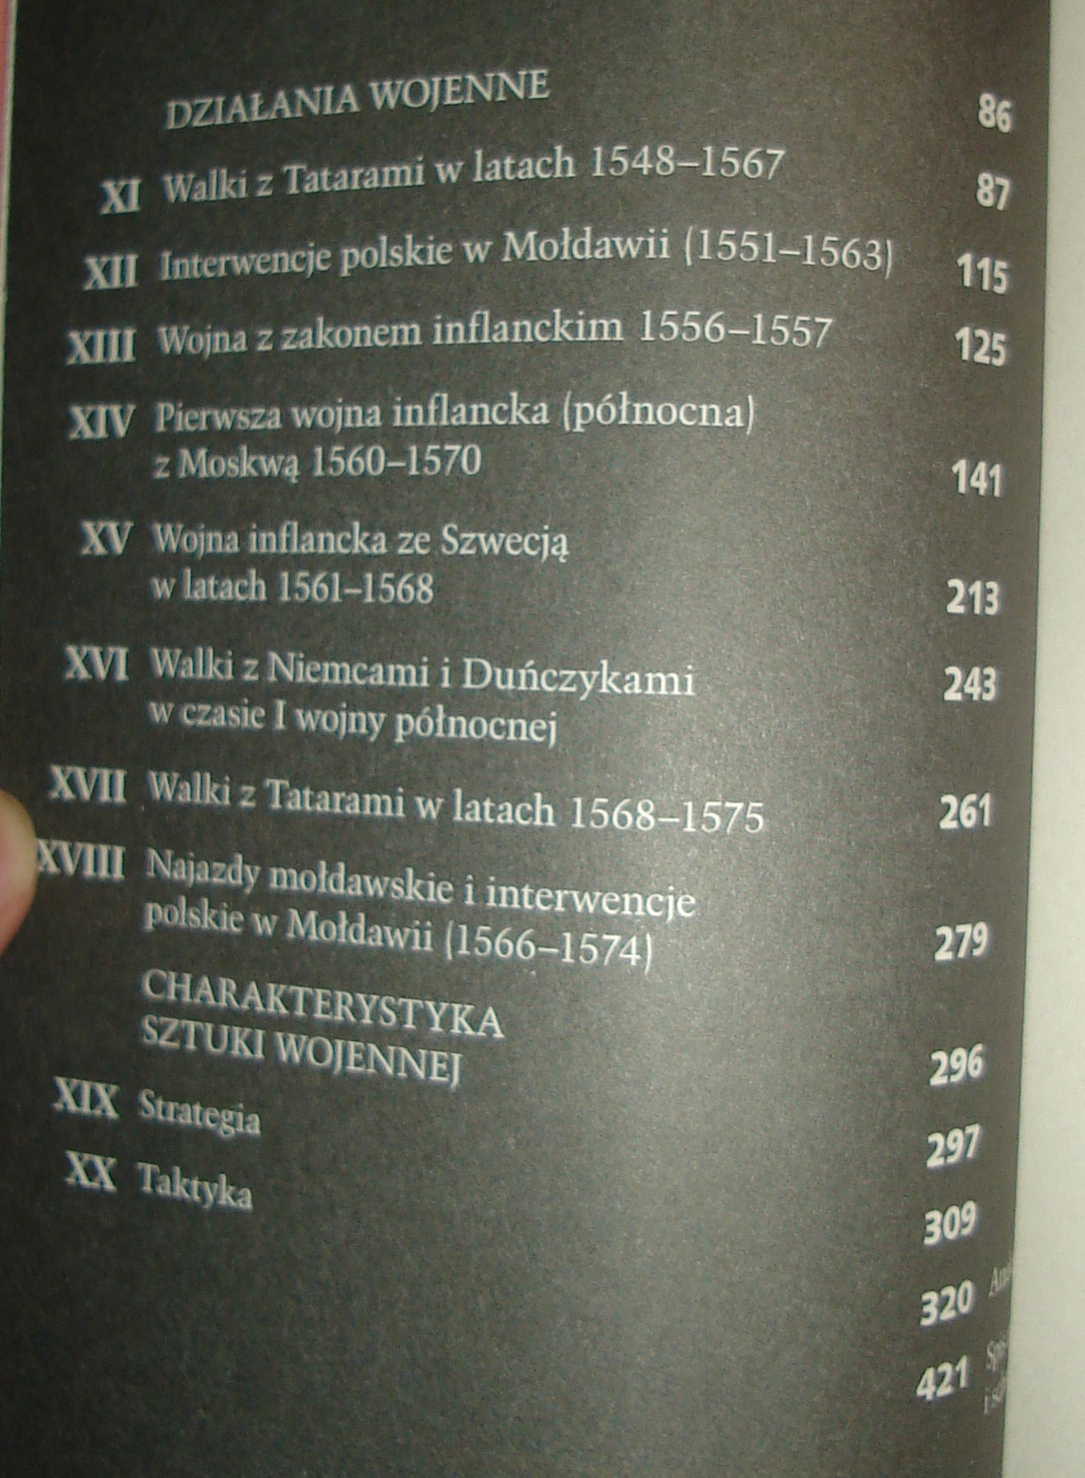 DZIAŁANIA WOJENNE 86
XI Walki z Tatarami w latach 1548–1567 87
XII Interwencje polskie w Mołdawii (1551–1563) 115
XIII Wojna z zakonem inflanckim 1556–1557 125
XIV Pierwsza wojna inflancka (północna)
z Moskwą 1560–1570 141
XV Wojna inflancka ze Szwecją
w latach 1561–1568 213
XVI Walki z Niemcami i Duńczykami 243
w czasie I wojny północnej
XVII Walki z Tatarami w latach 1568–1575 261
XVIII Najazdy mołdawskie i interwencje
polskie w Mołdawii (1566–1574) 279
CHARAKTERYSTYKA
SZTUKI WOJENNEJ 296
XIX Strategia 297
XX Taktyka 309
320
421